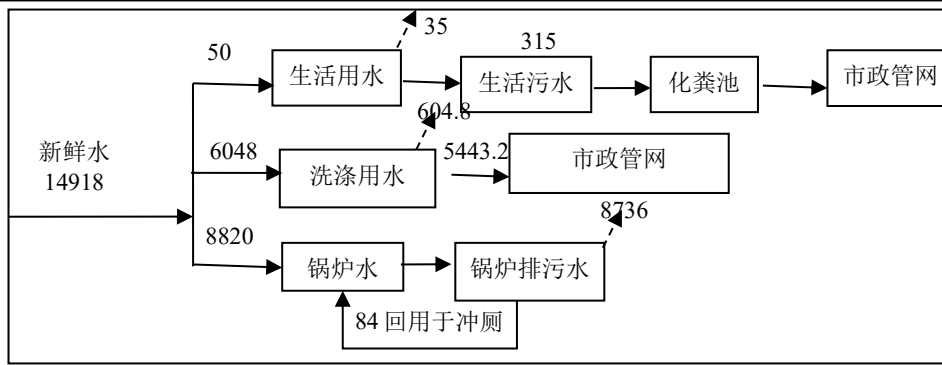 35
50
315
生活用水
生活污水
化粪池
市政管网
604.8
新鲜水
14918
6048
洗涤用水
5443.2
市政管网
8736
8820
锅炉水
锅炉排污水
84 回用于冲厕